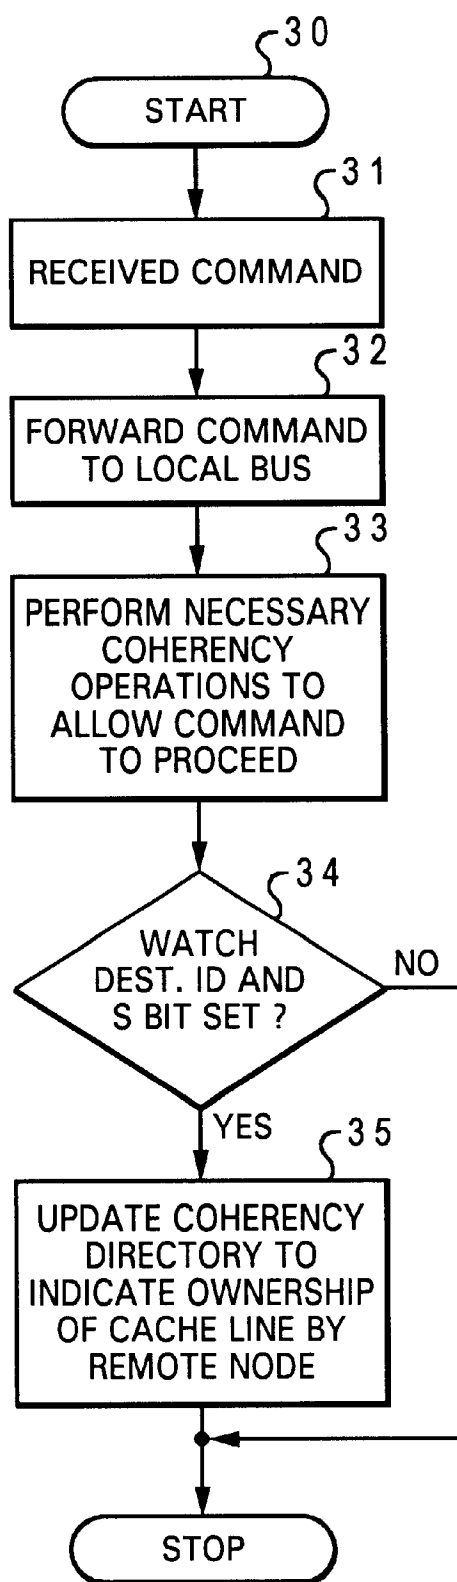 30
START
31
RECEIVED COMMAND
32
FORWARD COMMAND
TO LOCAL BUS
33
PERFORM NECESSARY
COHERENCY
OPERATIONS TO
ALLOW COMMAND
TO PROCEED
34
WATCH
DEST. ID AND
S BIT SET ?
NO
YES
35
UPDATE COHERENCY
DIRECTORY TO
INDICATE OWNERSHIP
OF CACHE LINE BY
REMOTE NODE
STOP